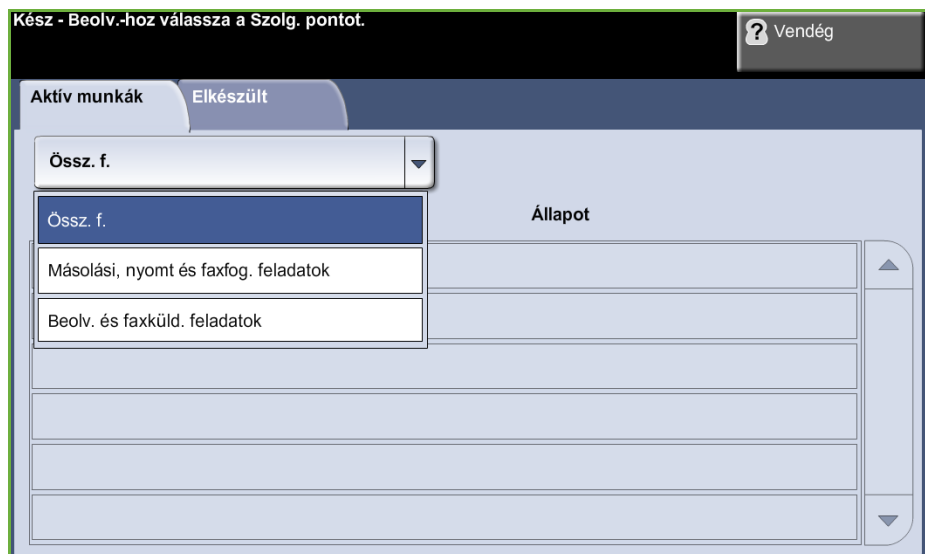 Kész - Beolv.-hoz válassza a Szolg. pontot.
? Vendég
Aktív munkák
Elkészült
Össz. f.
Össz. f.
Állapot
Másolási, nyomt és faxfog. feladatok
Beolv. és faxküld. feladatok